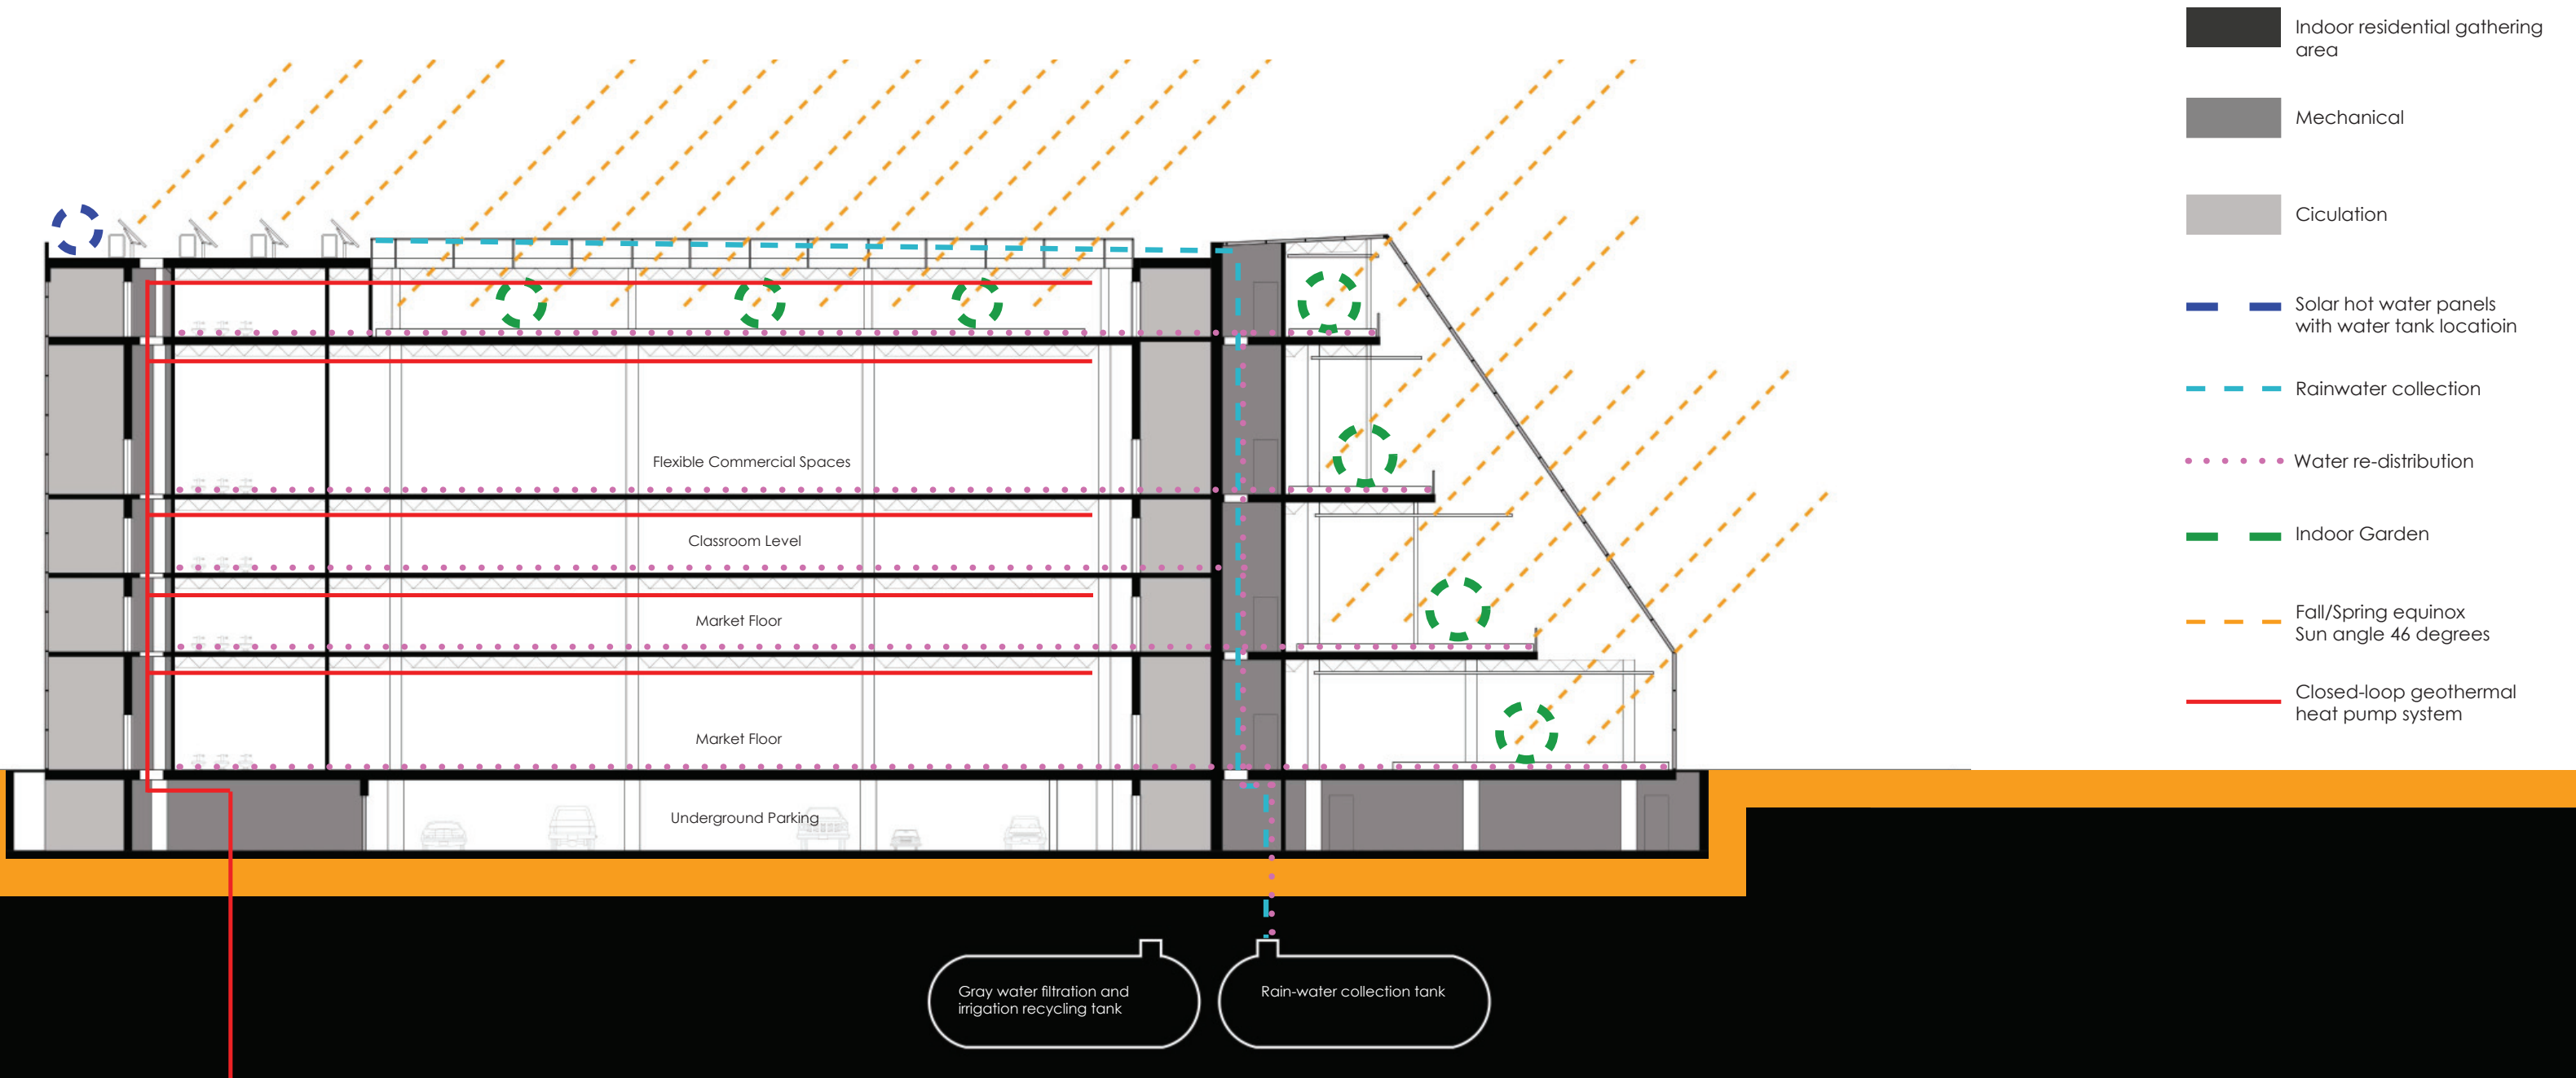 Indoor residential gathering
area
Mechanical
Ciculation
Solar hot water panels
with water tank locatioin
Rainwater collection
Water re-distribution
Indoor Garden
Fall/Spring equinox
Sun angle 46 degrees
Closed-loop geothermal
heat pump system
Flexible Commercial Spaces
Classroom Level
Market Floor
Market Floor
Underground Parking
Gray water filtration and
irrigation recycling tank
Rain-water collection tank